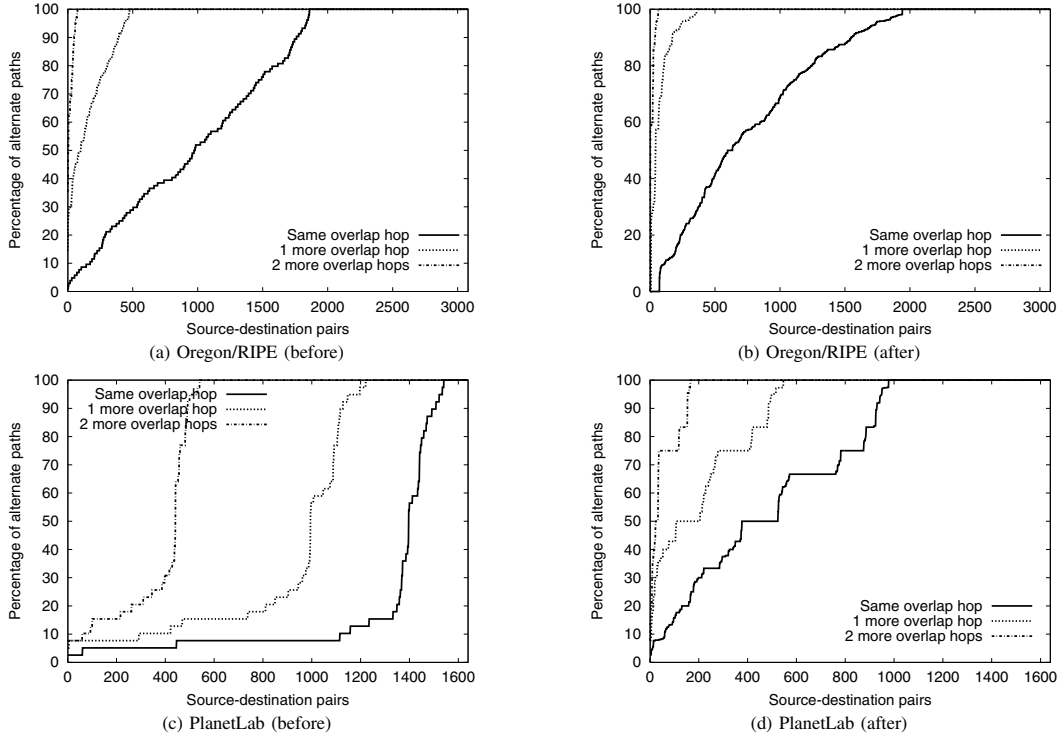 100
90
80
70
60
50
40
30
20
10
0
Percentage of alternate paths
Same overlap hop
1 more overlap hop
2 more overlap hops
0 500 1000 1500 2000 2500 3000
Source-destination pairs
(a) Oregon/RIPE (before)
100
90
80
70
60
50
40
30
20
10
0
Percentage of alternate paths
Same overlap hop
1 more overlap hop
2 more overlap hops
0 500 1000 1500 2000 2500 3000
Source-destination pairs
(b) Oregon/RIPE (after)
100
90
80
70
60
50
40
30
20
10
0
Percentage of alternate paths
Same overlap hop
1 more overlap hop
2 more overlap hops
0 200 400 600 800 1000 1200 1400 1600
Source-destination pairs
(c) PlanetLab (before)
100
90
80
70
60
50
40
30
20
10
0
Percentage of alternate paths
Same overlap hop
1 more overlap hop
2 more overlap hops
0 200 400 600 800 1000 1200 1400 1600
Source-destination pairs
(d) PlanetLab (after)